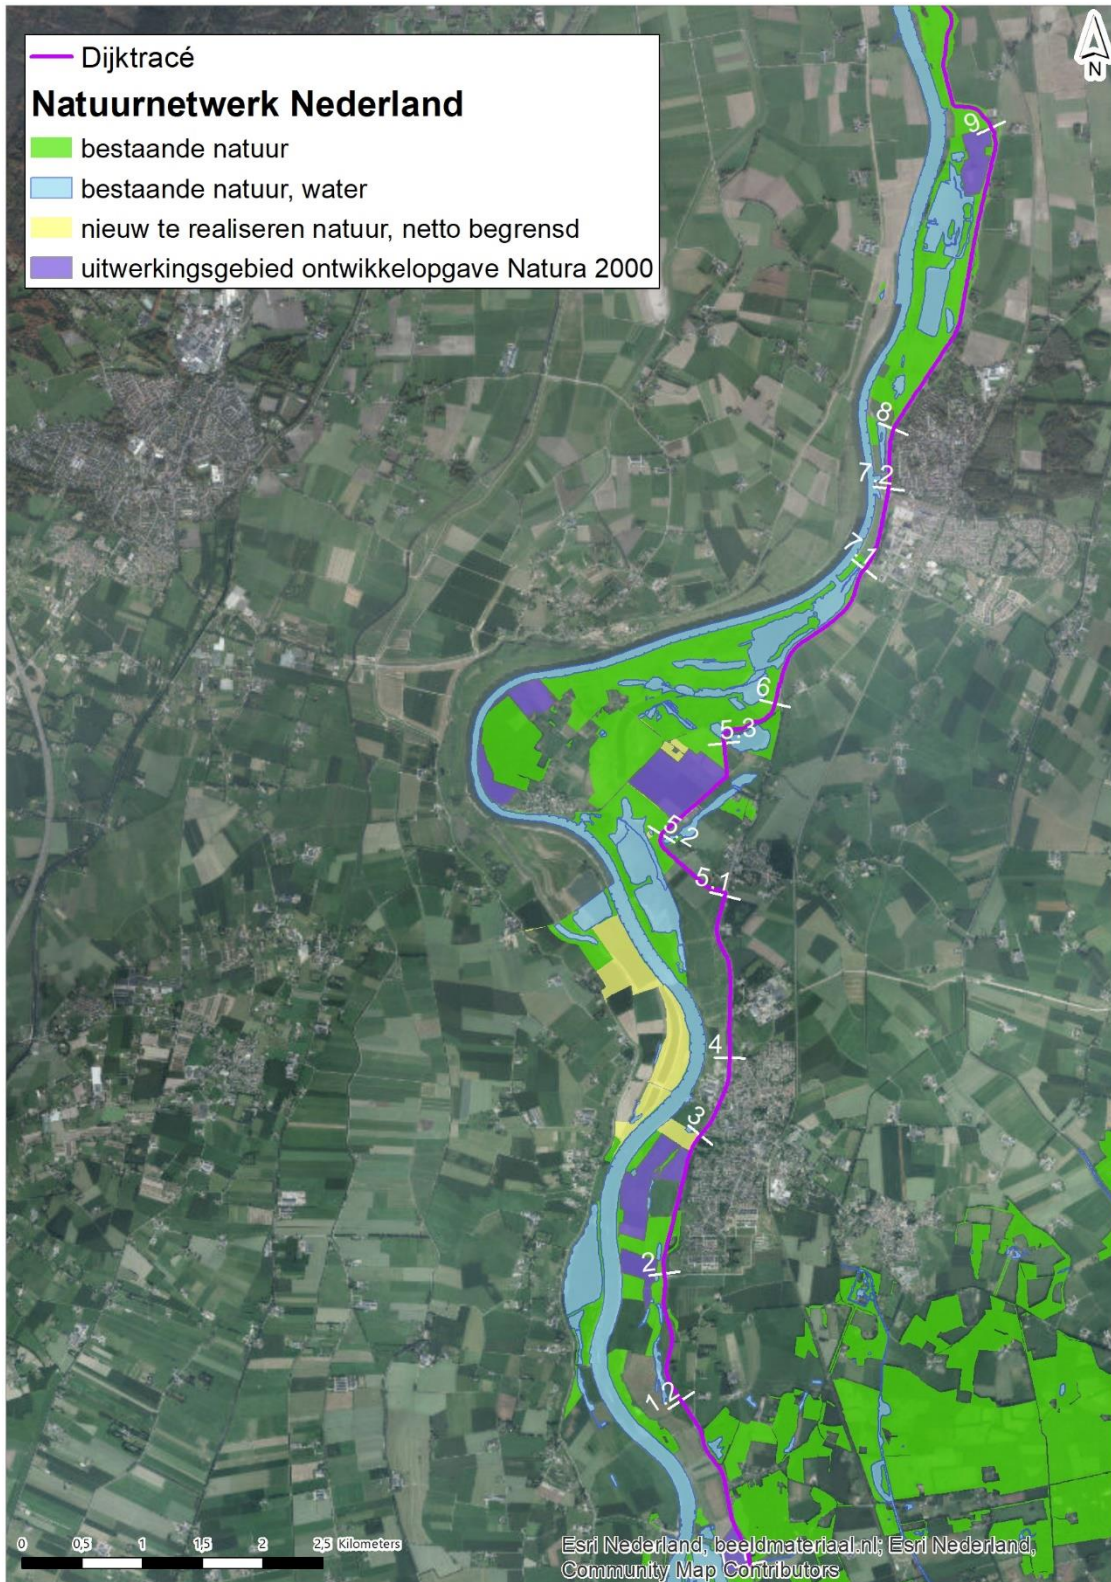 Dijktracé
Natuurnetwerk Nederland
bestaande natuur
bestaande natuur, water
nieuw te realiseren natuur, netto begrensd
uitwerkingsgebied ontwikkelopgave Natura 2000
N
9
8
7.2
7.1
6
5.3
5.2
5.1
4
3
2
1.2
0 0,5 1 1,5 2 2,5 Kilometers
Esri Nederland, beeldmateriaal.nl; Esri Nederland,
Community Map Contributors